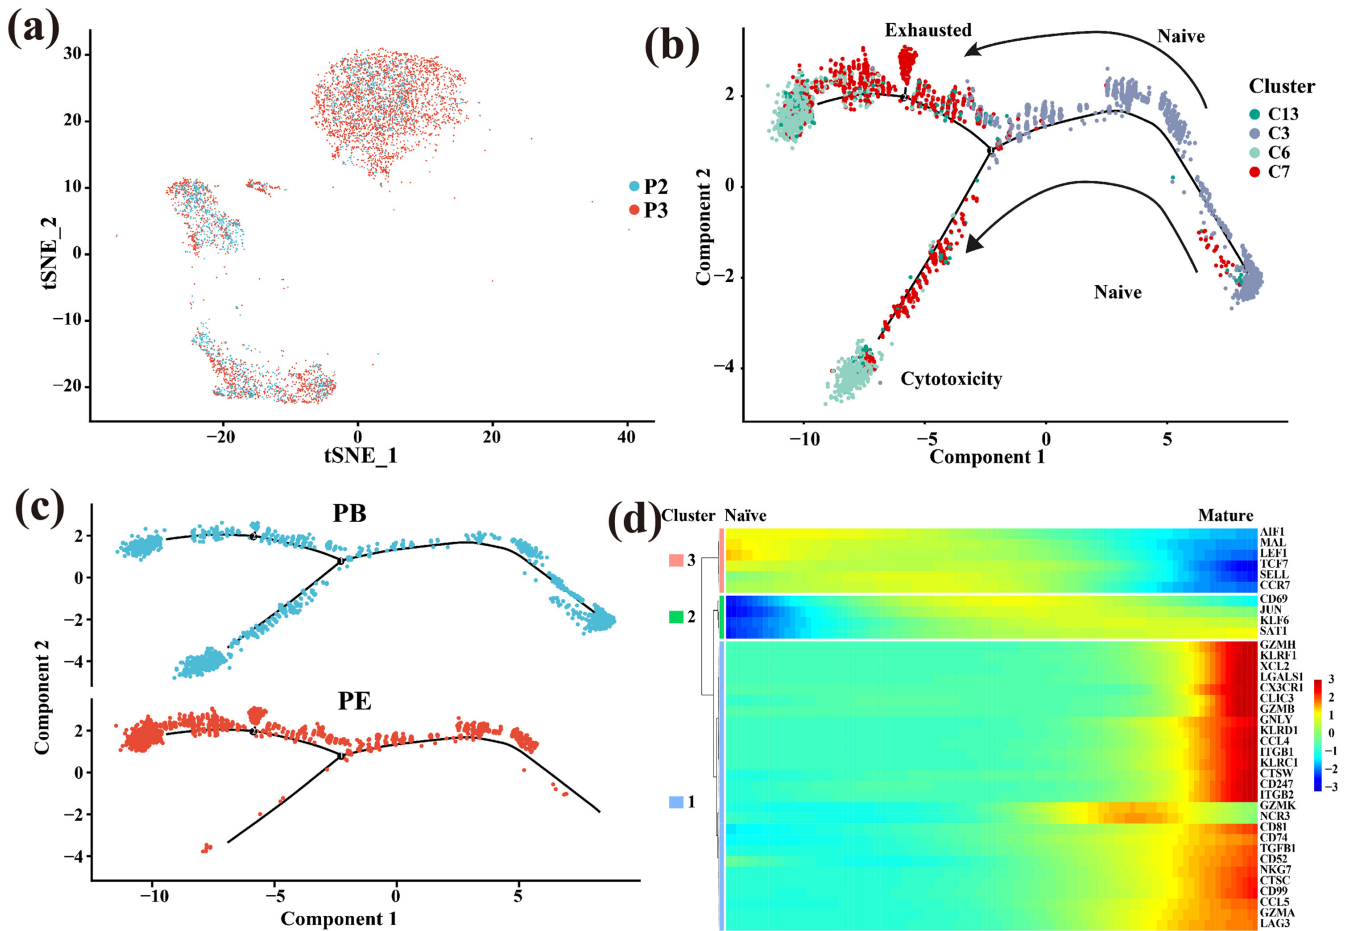 (a)
30
20
10
0
−10
−20
−20
0
20
40
tSNE_1
tSNE_2
P2
P3
(b)
Exhausted
Naive
Naive
Cytotoxicity
2
0
−2
−4
−10
−5
0
5
Component 1
Component 2
Cluster
C13
C3
C6
C7
(c)
PB
2
0
−2
−4
PE
2
0
−2
−4
−10
−5
0
5
Component 1
Component 2
(d)
Cluster Naïve Mature
3
2
1
AIF1
MAL
LEF1
TCF7
SELL
CCR7
CD69
JUN
KLF6
SAT1
GZMH
KLRF1
XCL2
LGALS1
CX3CR1
CLIC3
GZMB
GNLY
KLRD1
CCL4
ITGB1
KLRC1
CTSW
CD247
ITGB2
GZMK
NCR3
CD81
CD74
TGFB1
CD52
NKG7
CTSC
CD99
CCL5
GZMA
LAG3
3
2
1
0
−1
−2
−3